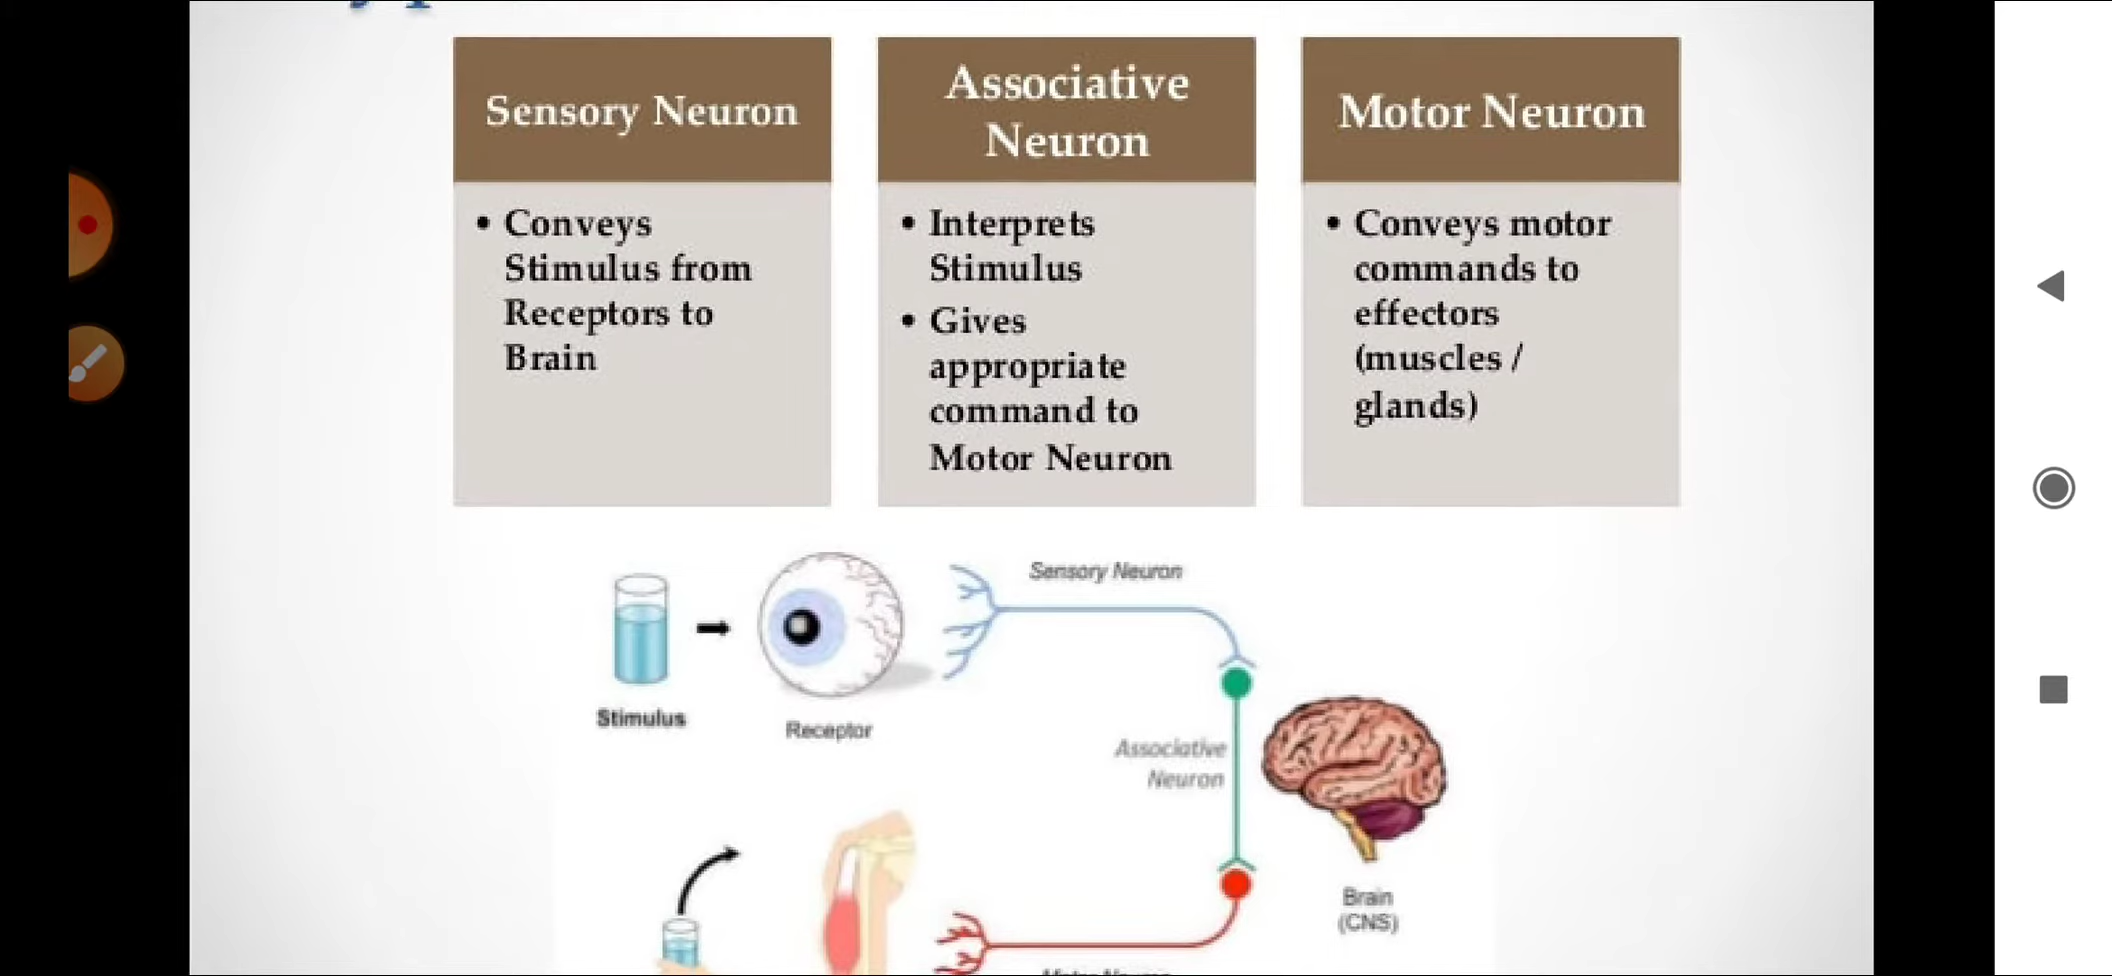 Sensory Neuron
• Conveys
Stimulus from
Receptors to
Brain
Associative
Neuron
• Interprets
Stimulus
• Gives
appropriate
command to
Motor Neuron
Motor Neuron
• Conveys motor
commands to
effectors
(muscles /
glands)
Sensory Neuron
Stimulus
Receptor
Associative
Neuron
Brain
(CNS)